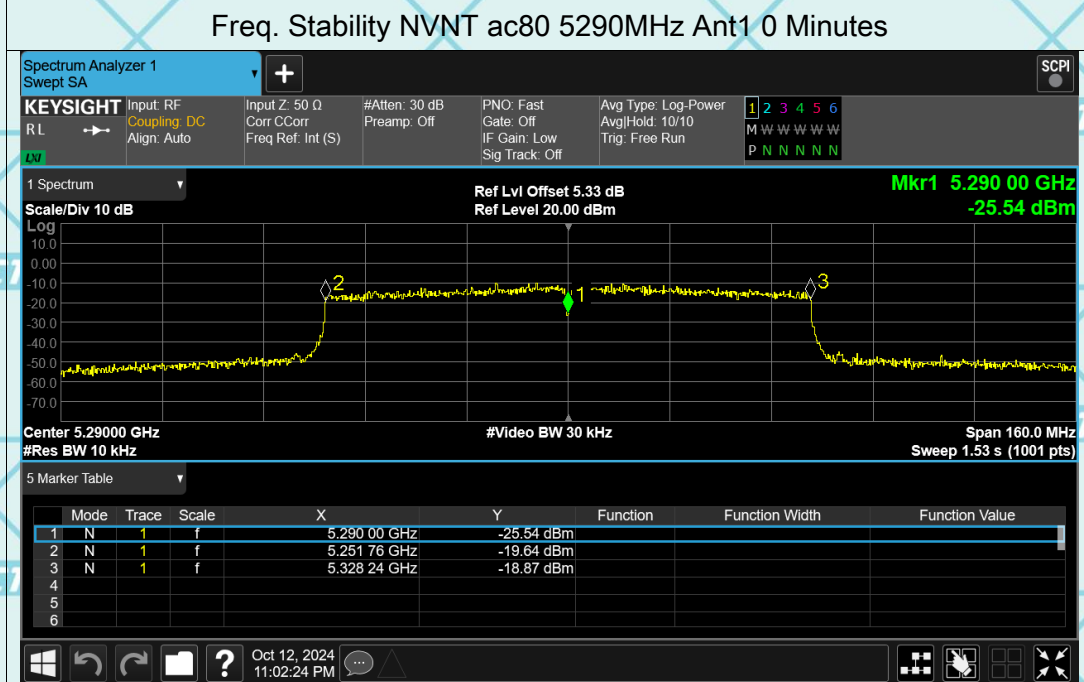 Freq. Stability NVNT ac80 5290MHz Ant1 0 Minutes
Spectrum Analyzer 1
Swept SA
+
SCPI
KEYSIGHT
RL
LXI
Input: RF
Coupling: DC
Align: Auto
Input Z: 50 Ω
Corr CCorr
Freq Ref: Int (S)
#Atten: 30 dB
Preamp: Off
PNO: Fast
Gate: Off
IF Gain: Low
Sig Track: Off
Avg Type: Log-Power
Avg|Hold: 10/10
Trig: Free Run
1 2 3 4 5 6
M W W W W W
P N N N N N
1 Spectrum
Scale/Div 10 dB
Ref Lvl Offset 5.33 dB
Ref Level 20.00 dBm
Mkr1 5.290 00 GHz
-25.54 dBm
Log
10.0
0.00
-10.0
-20.0
-30.0
-40.0
-50.0
-60.0
-70.0
2
1
3
Center 5.29000 GHz
#Res BW 10 kHz
#Video BW 30 kHz
Span 160.0 MHz
Sweep 1.53 s (1001 pts)
5 Marker Table
Mode Trace Scale X Y Function Function Width Function Value
1 N 1 f 5.290 00 GHz -25.54 dBm
2 N 1 f 5.251 76 GHz -19.64 dBm
3 N 1 f 5.328 24 GHz -18.87 dBm
4
5
6
?
Oct 12, 2024
11:02:24 PM